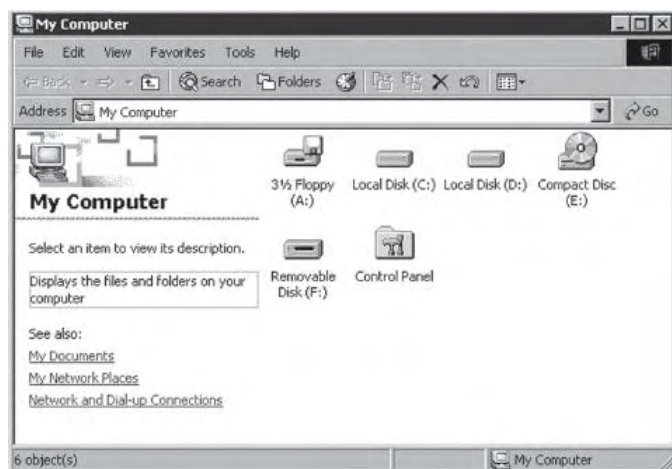 My Computer
File Edit View Favorites Tools Help
Back Search Folders
Address My Computer Go
My Computer
Select an item to view its description.
Displays the files and folders on your
computer
See also:
My Documents
My Network Places
Network and Dial-up Connections
3½ Floppy
(A:)
Local Disk (C:)
Local Disk (D:)
Compact Disc
(E:)
Removable
Disk (F:)
Control Panel
6 object(s) My Computer